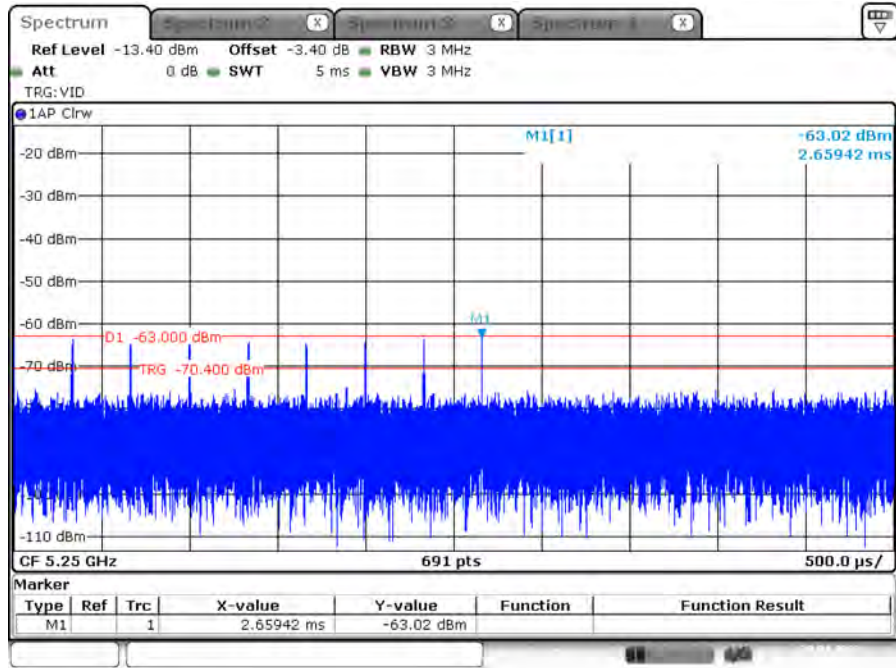 Spectrum
Spectrum 2 X
Spectrum 3 X
X
Ref Level -13.40 dBm Offset -3.40 dB RBW 3 MHz
Att 0 dB SWT 5 ms VBW 3 MHz
TRG:VID
1AP Clrw
M1[1] -63.02 dBm
2.65942 ms
-20 dBm
-30 dBm
-40 dBm
-50 dBm
-60 dBm
M1
D1 -63.000 dBm
-70 dBm
TRG -70.400 dBm
-110 dBm
CF 5.25 GHz 691 pts 500.0 µs/
Marker
Type Ref Trc X-value Y-value Function Function Result
M1 1 2.65942 ms -63.02 dBm